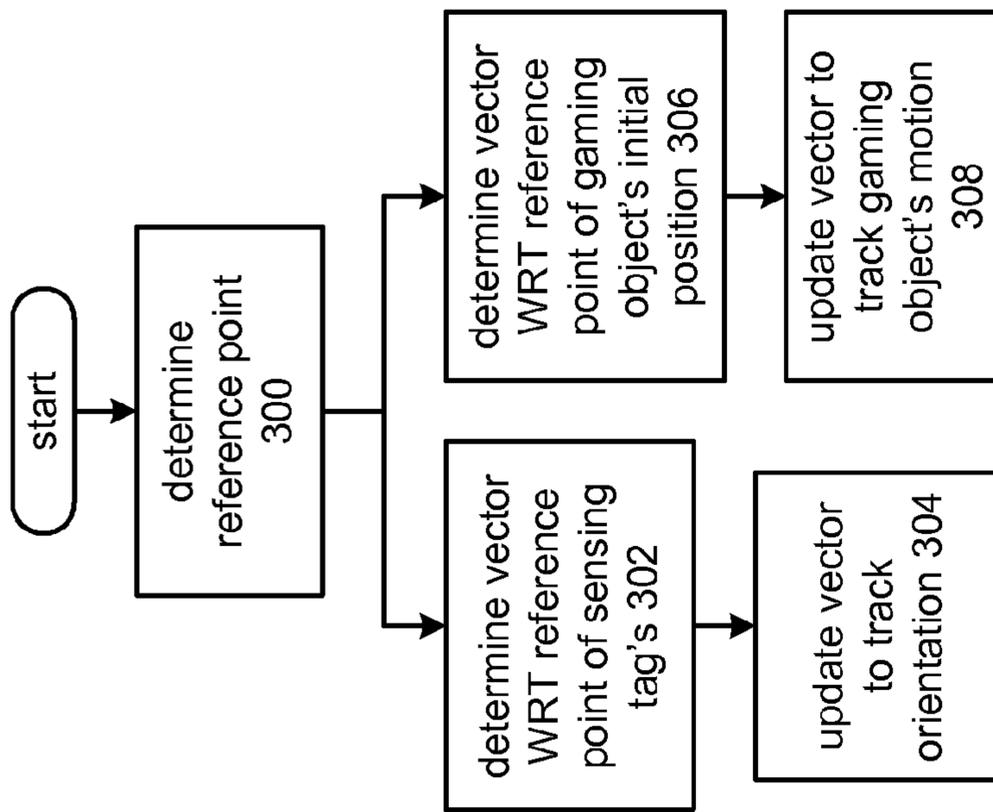 start
determine
reference point
300
determine vector
WRT reference
point of sensing
tag's 302
update vector
to track
orientation 304
determine vector
WRT reference
point of gaming
object's initial
position 306
update vector to
track gaming
object's motion
308